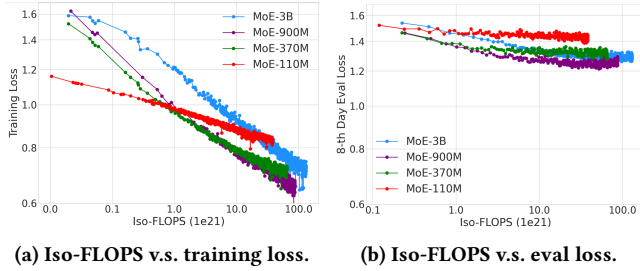 1.6
1.4
1.2
1.0
0.8
0.6
Training Loss
MoE-3B
MoE-900M
MoE-370M
MoE-110M
0.0 0.1 1.0 10.0 100.0
Iso-FLOPS (1e21)
(a) Iso-FLOPS v.s. training loss.
1.6
1.4
1.2
1.0
0.8
0.6
8-th Day Eval Loss
MoE-3B
MoE-900M
MoE-370M
MoE-110M
0.1 1.0 10.0 100.0
Iso-FLOPS (1e21)
(b) Iso-FLOPS v.s. eval loss.